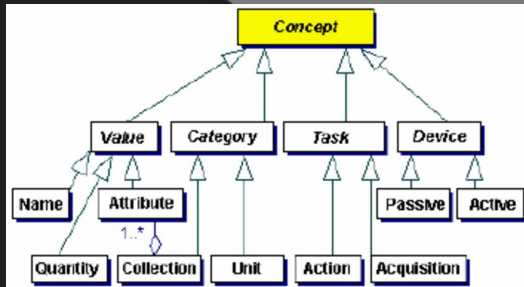 Concept
Value
Category
Task
Device
Name
Attribute
Passive
Active
1..*
Quantity
Collection
Unit
Action
Acquisition